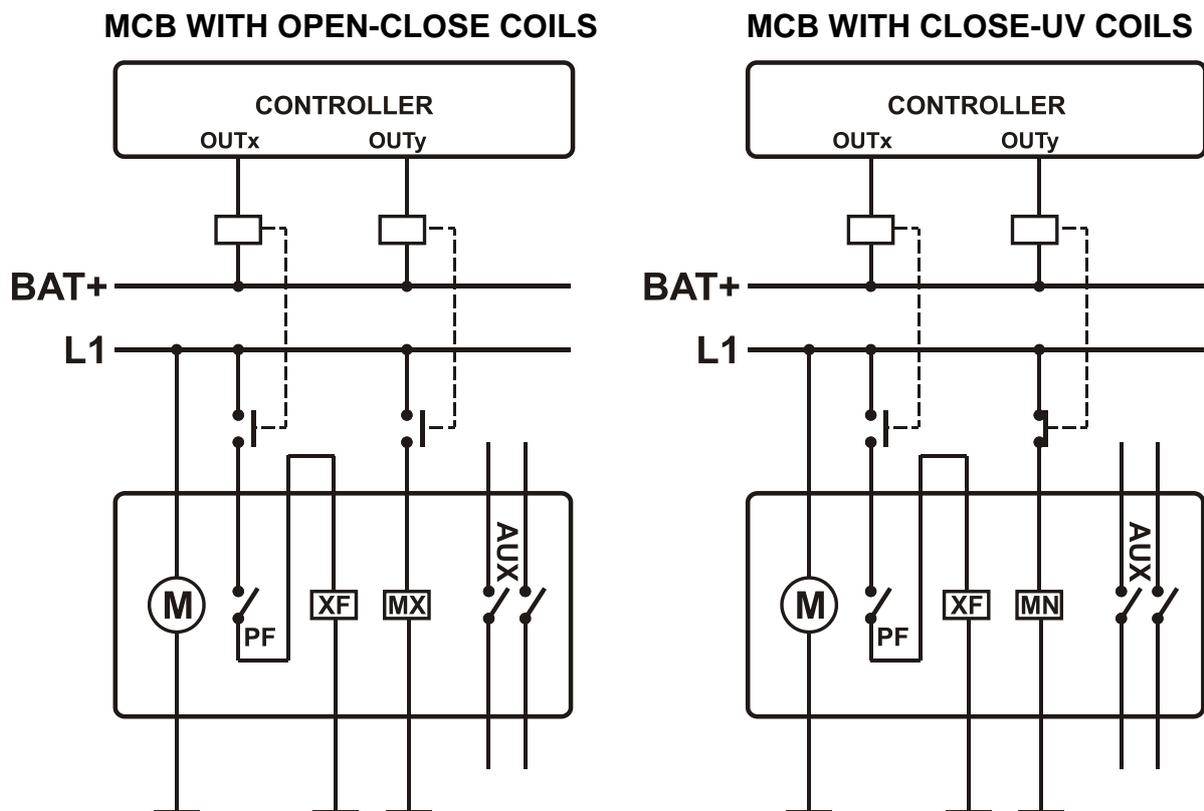 MCB WITH OPEN-CLOSE COILS
CONTROLLER
OUTx OUTy
BAT+
L1
AUX
M
XF
MX
PF
MCB WITH CLOSE-UV COILS
CONTROLLER
OUTx OUTy
BAT+
L1
AUX
M
XF
MN
PF